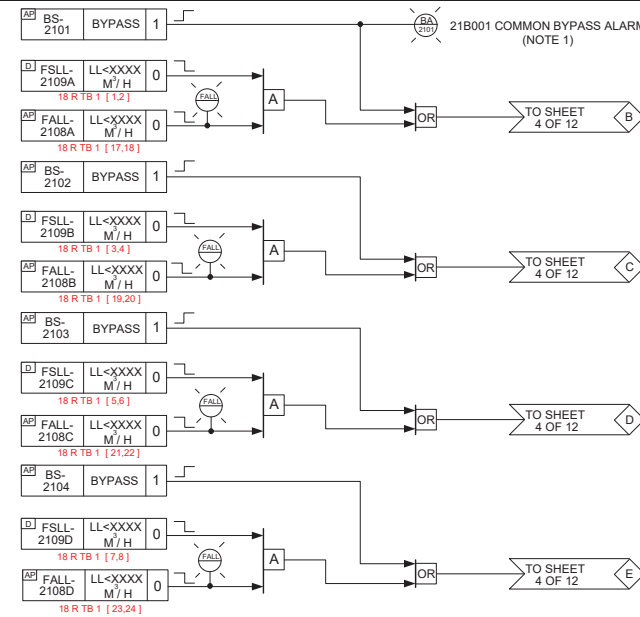 AP BS-2101 BYPASS 1
BA 2101
21B001 COMMON BYPASS ALARM
(NOTE 1)
D FSLL-2109A LL<XXXX M³/ H 0
18 R TB 1 [ 1,2 ]
FALL
A
AP FALL-2108A LL<XXXX M³/ H 0
18 R TB 1 [ 17,18 ]
OR
TO SHEET 4 OF 12 B
AP BS-2102 BYPASS 1
D FSLL-2109B LL<XXXX M³/ H 0
18 R TB 1 [ 3,4 ]
FALL
A
AP FALL-2108B LL<XXXX M³/ H 0
18 R TB 1 [ 19,20 ]
OR
TO SHEET 4 OF 12 C
AP BS-2103 BYPASS 1
D FSLL-2109C LL<XXXX M³/ H 0
18 R TB 1 [ 5,6 ]
FALL
A
AP FALL-2108C LL<XXXX M³/ H 0
18 R TB 1 [ 21,22 ]
OR
TO SHEET 4 OF 12 D
AP BS-2104 BYPASS 1
D FSLL-2109D LL<XXXX M³/ H 0
18 R TB 1 [ 7,8 ]
FALL
A
AP FALL-2108D LL<XXXX M³/ H 0
18 R TB 1 [ 23,24 ]
OR
TO SHEET 4 OF 12 E